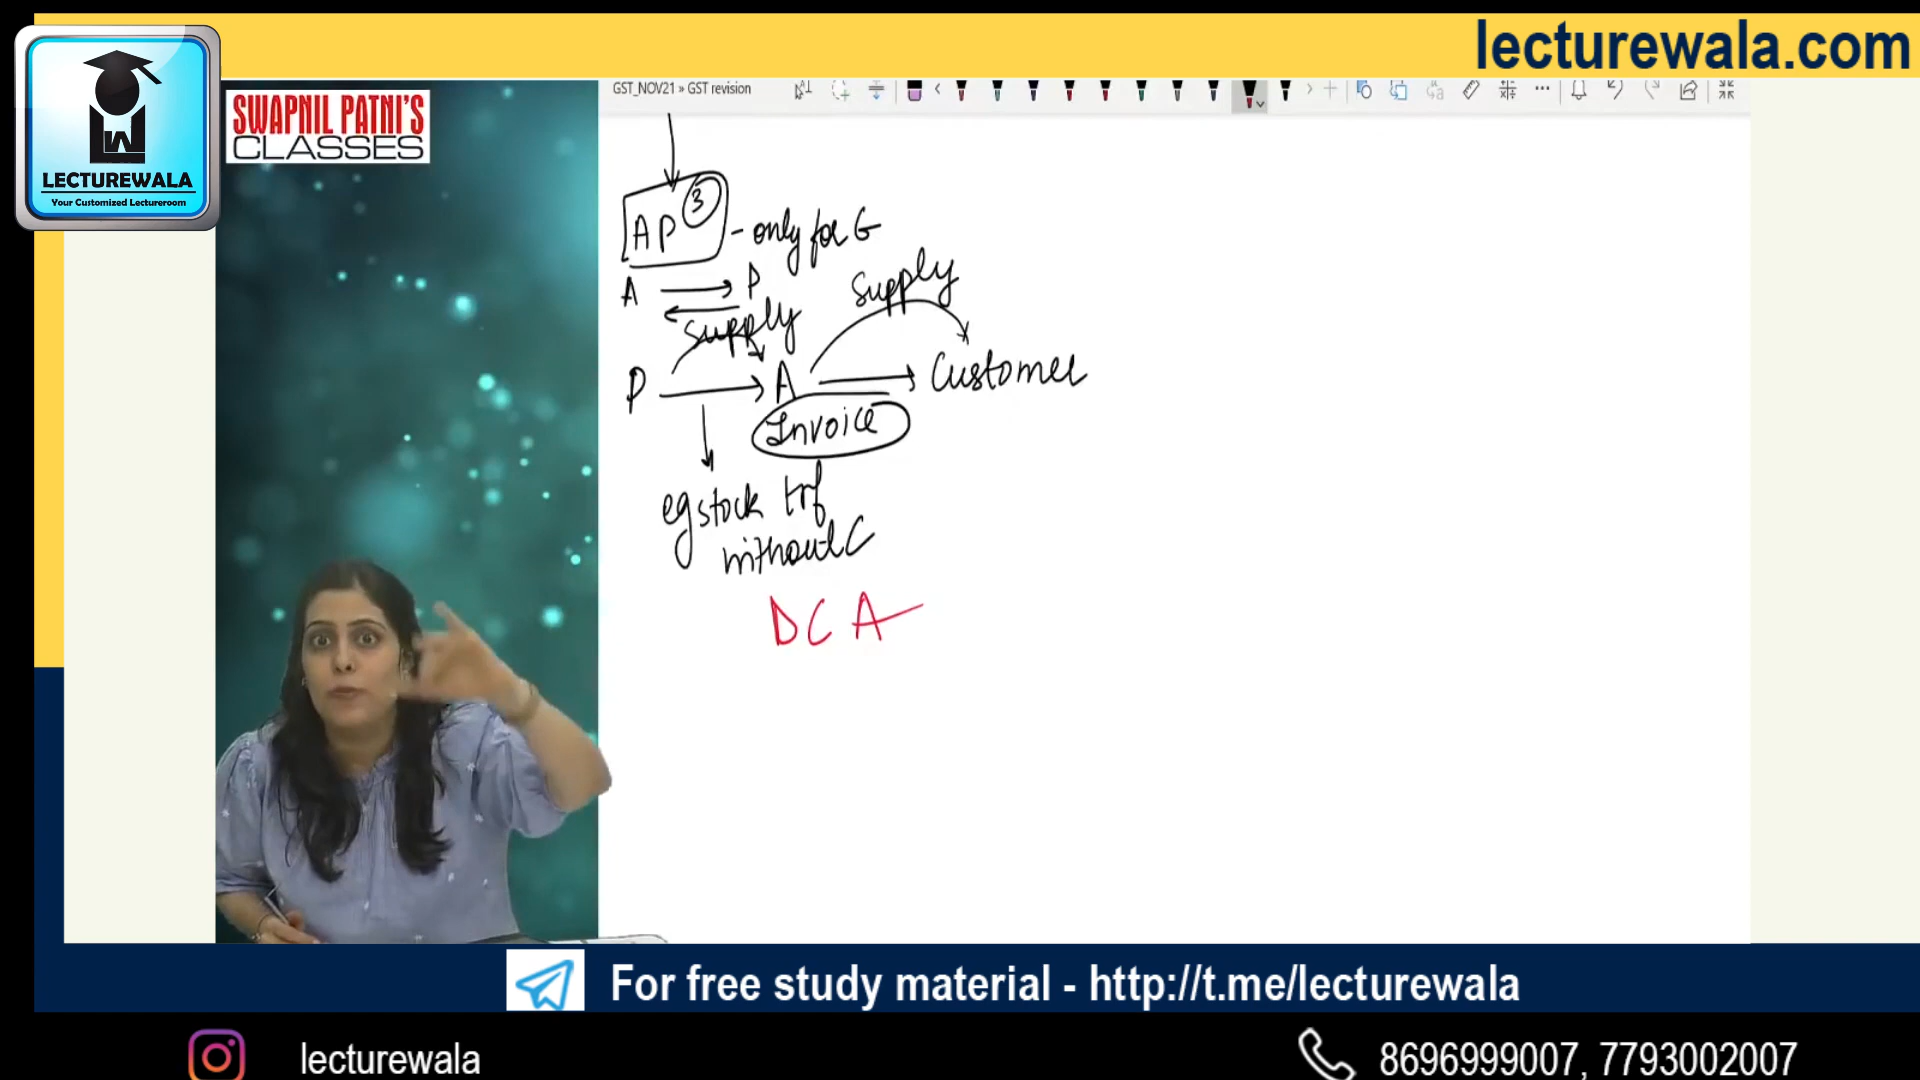 lecturewala.com
GST_NOV21 » GST revision
SWAPNIL PATNI'S
CLASSES
LW
LECTUREWALA
Your Customized Lectureroom
3
AP - only for G
A P
Supply
Supply
P A Customer
Invoice
eg stock trf
without C
DCA
For free study material - http://t.me/lecturewala
lecturewala
8696999007, 7793002007